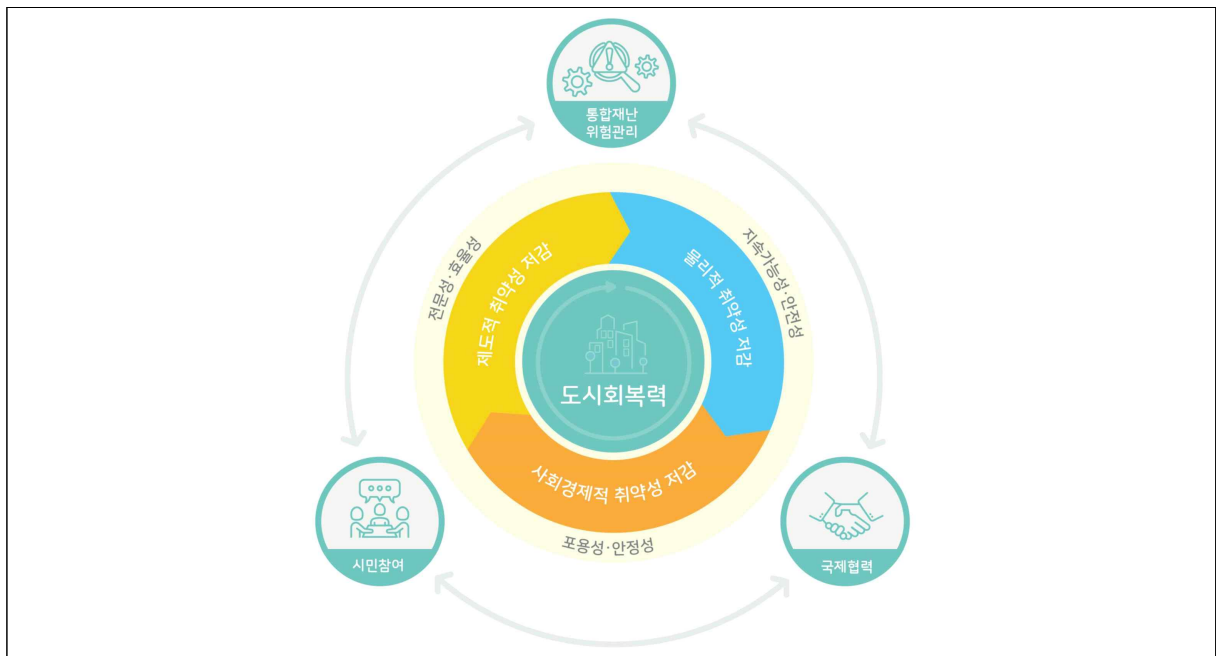 통합재난
위험관리
전문성·효율성
지속가능성·안전성
제도적 취약성 저감
물리적 취약성 저감
도시회복력
사회경제적 취약성 저감
포용성·안정성
시민참여
국제협력